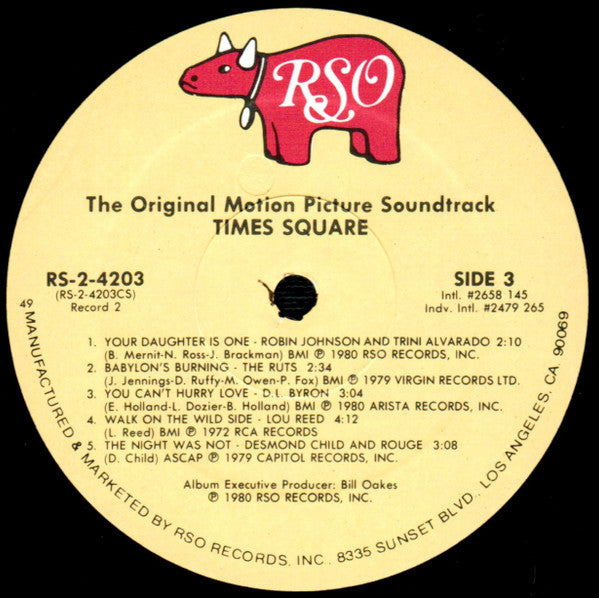 RSO
The Original Motion Picture Soundtrack
TIMES SQUARE
RS-2-4203
(RS-2-4203CS)
Record 2
SIDE 3
Intl. #2658 145
Indv. Intl. #2479 265
1. YOUR DAUGHTER IS ONE - ROBIN JOHNSON AND TRINI ALVARADO 2:10
(B. Mernit-N. Ross-J. Brackman) BMI ℗ 1980 RSO RECORDS, INC.
2. BABYLON'S BURNING - THE RUTS 2:34
(J. Jennings-D. Ruffy-M. Owen-P. Fox) BMI ℗ 1979 VIRGIN RECORDS LTD.
3. YOU CAN'T HURRY LOVE - D.L. BYRON 3:04
(E. Holland-L. Dozier-B. Holland) BMI ℗ 1980 ARISTA RECORDS, INC.
4. WALK ON THE WILD SIDE - LOU REED 4:12
(L. Reed) BMI ℗ 1972 RCA RECORDS
5. THE NIGHT WAS NOT - DESMOND CHILD AND ROUGE 3:08
(D. Child) ASCAP ℗ 1979 CAPITOL RECORDS, INC.
Album Executive Producer: Bill Oakes
℗ 1980 RSO RECORDS, INC.
49 MANUFACTURED & MARKETED BY RSO RECORDS, INC. 8335 SUNSET BLVD., LOS ANGELES, CA 90069